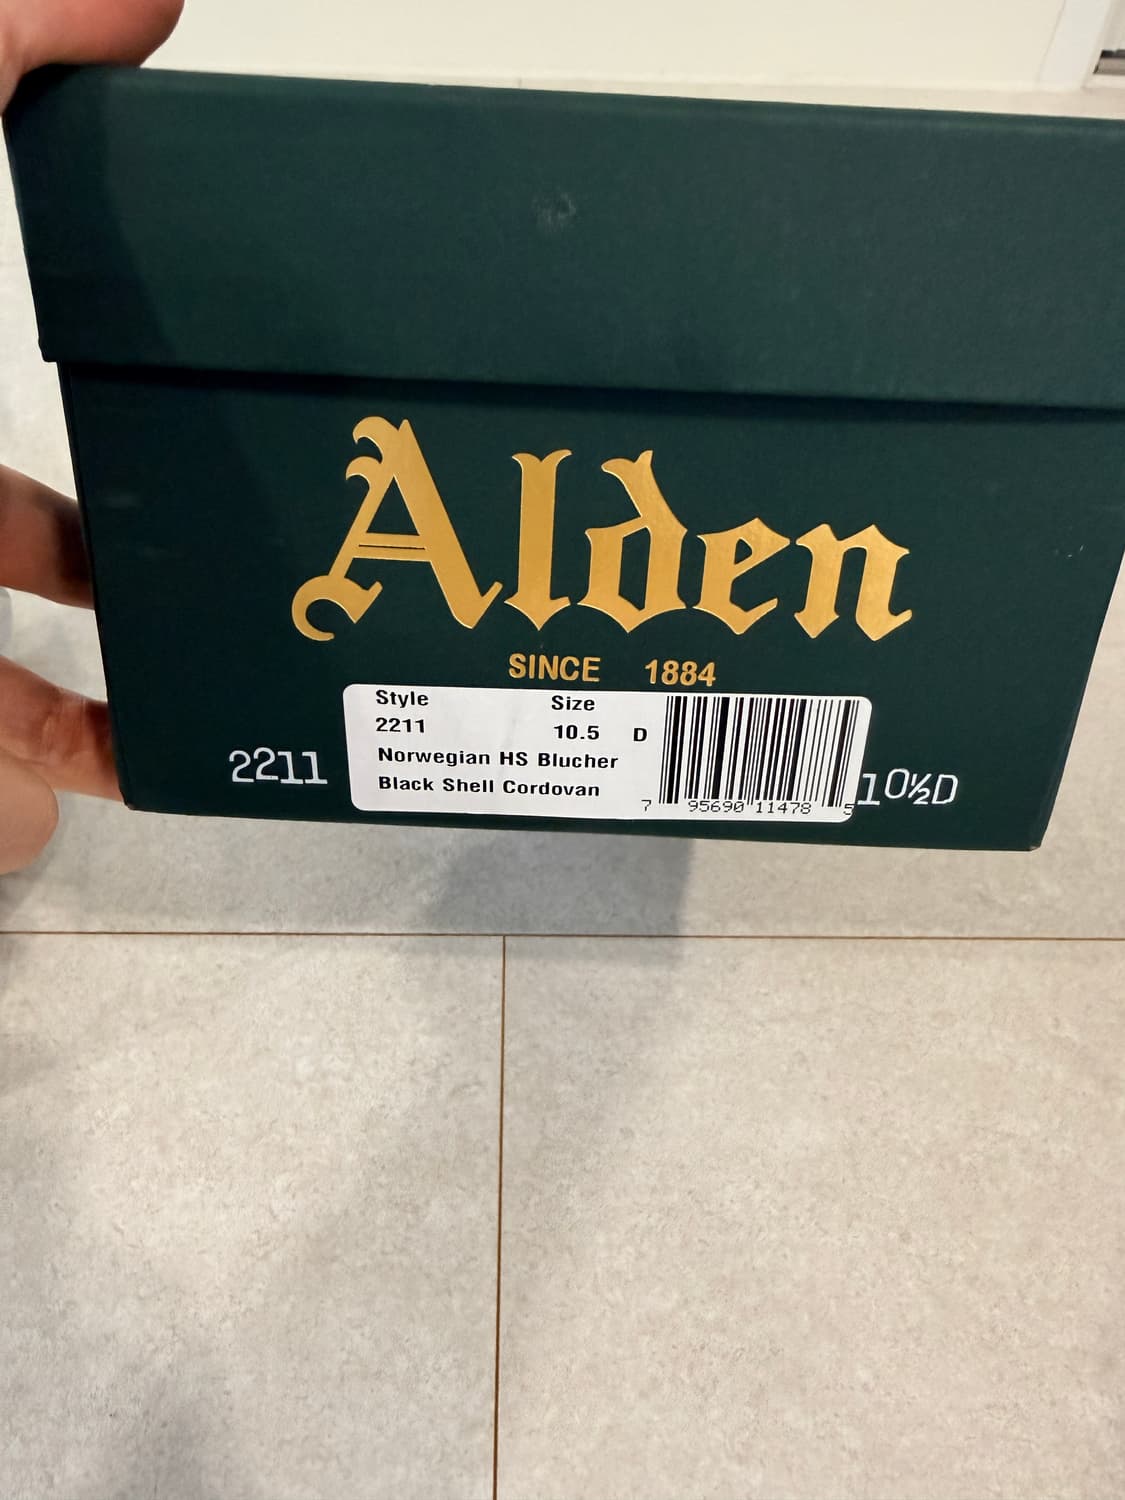 Alden
SINCE 1884
Style Size
2211 10.5 D
Norwegian HS Blucher
Black Shell Cordovan
7 95690 11478 5
2211
10½D